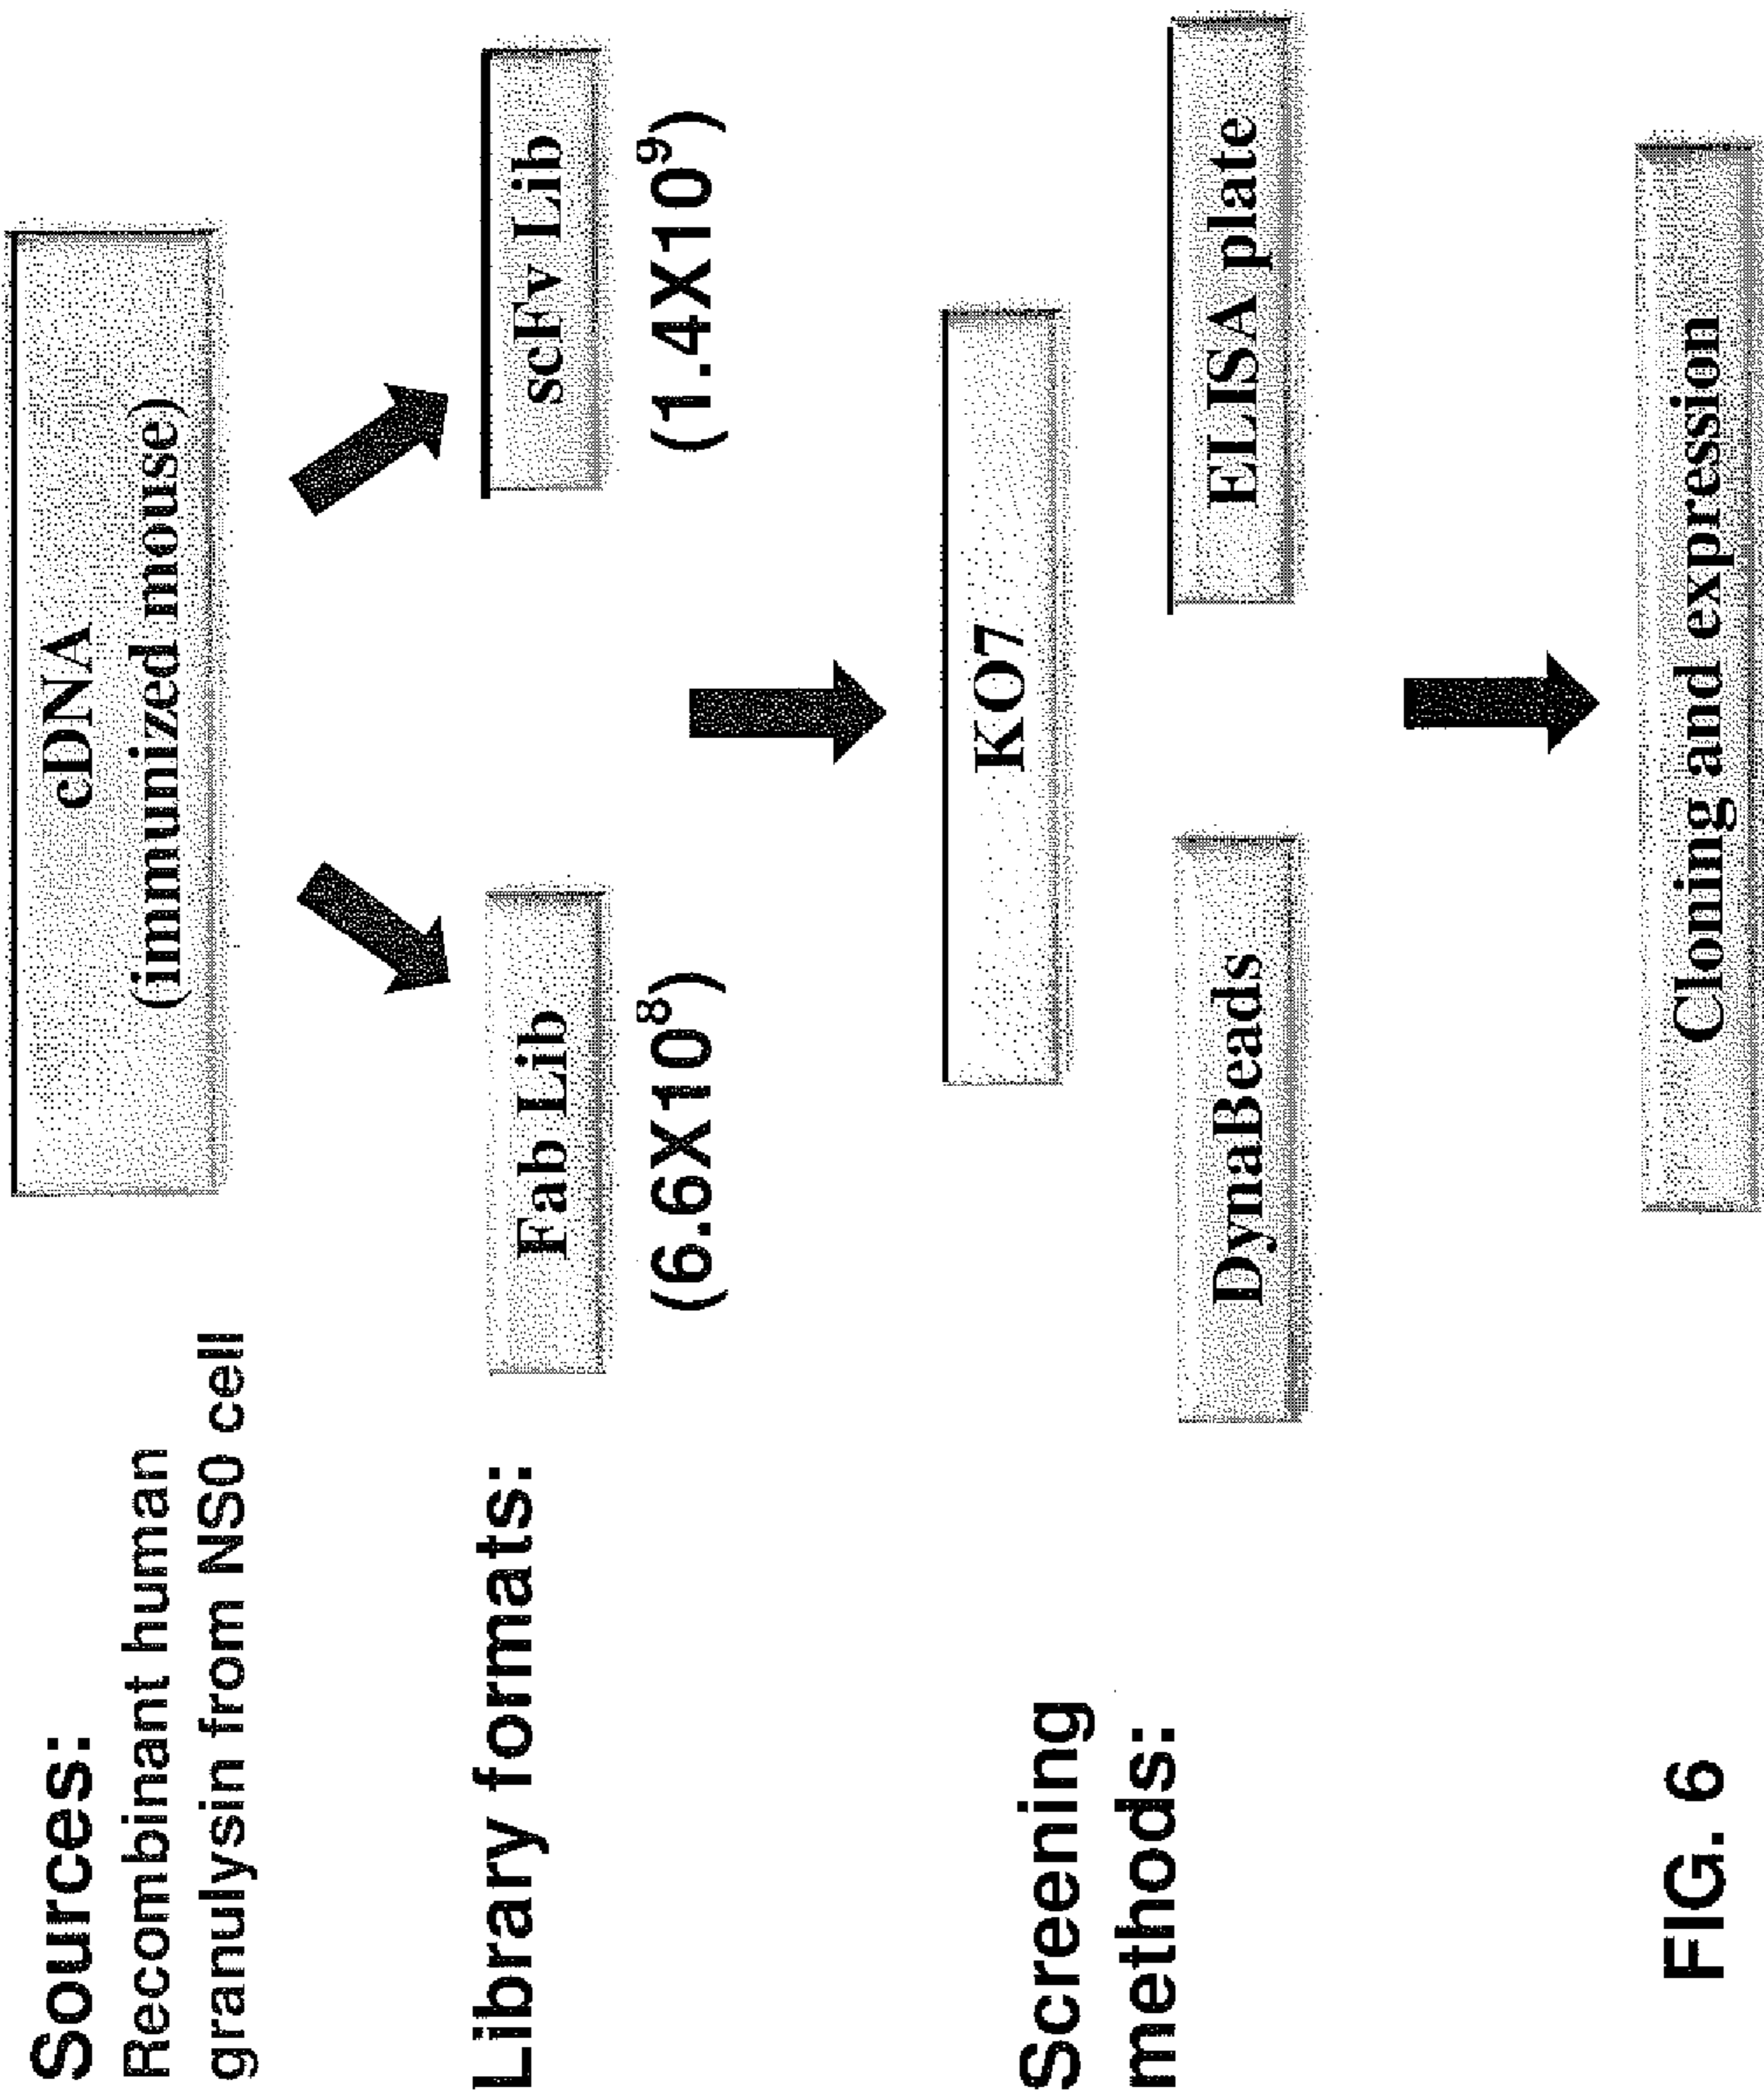 Sources:
Recombinant human
granulysin from NS0 cell
cDNA
(immunized mouse)
Library formats:
Fab Lib
scFv Lib
(6.6X10⁸)
(1.4X10⁹)
Screening
methods:
KO7
DynaBeads
ELISA plate
Cloning and expression
FIG. 6